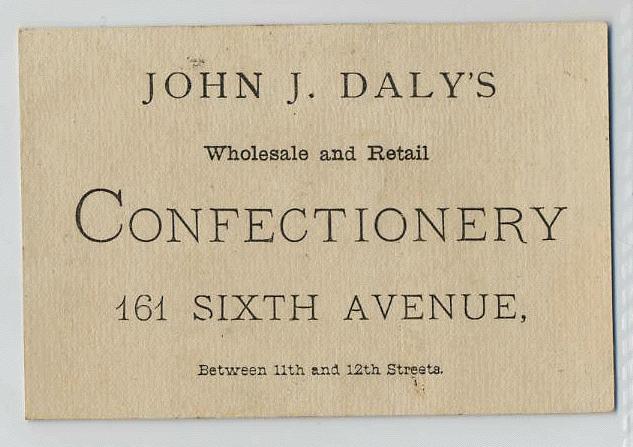 JOHN J. DALY'S
Wholesale and Retail
CONFECTIONERY
161 SIXTH AVENUE,
Between 11th and 12th Streets.